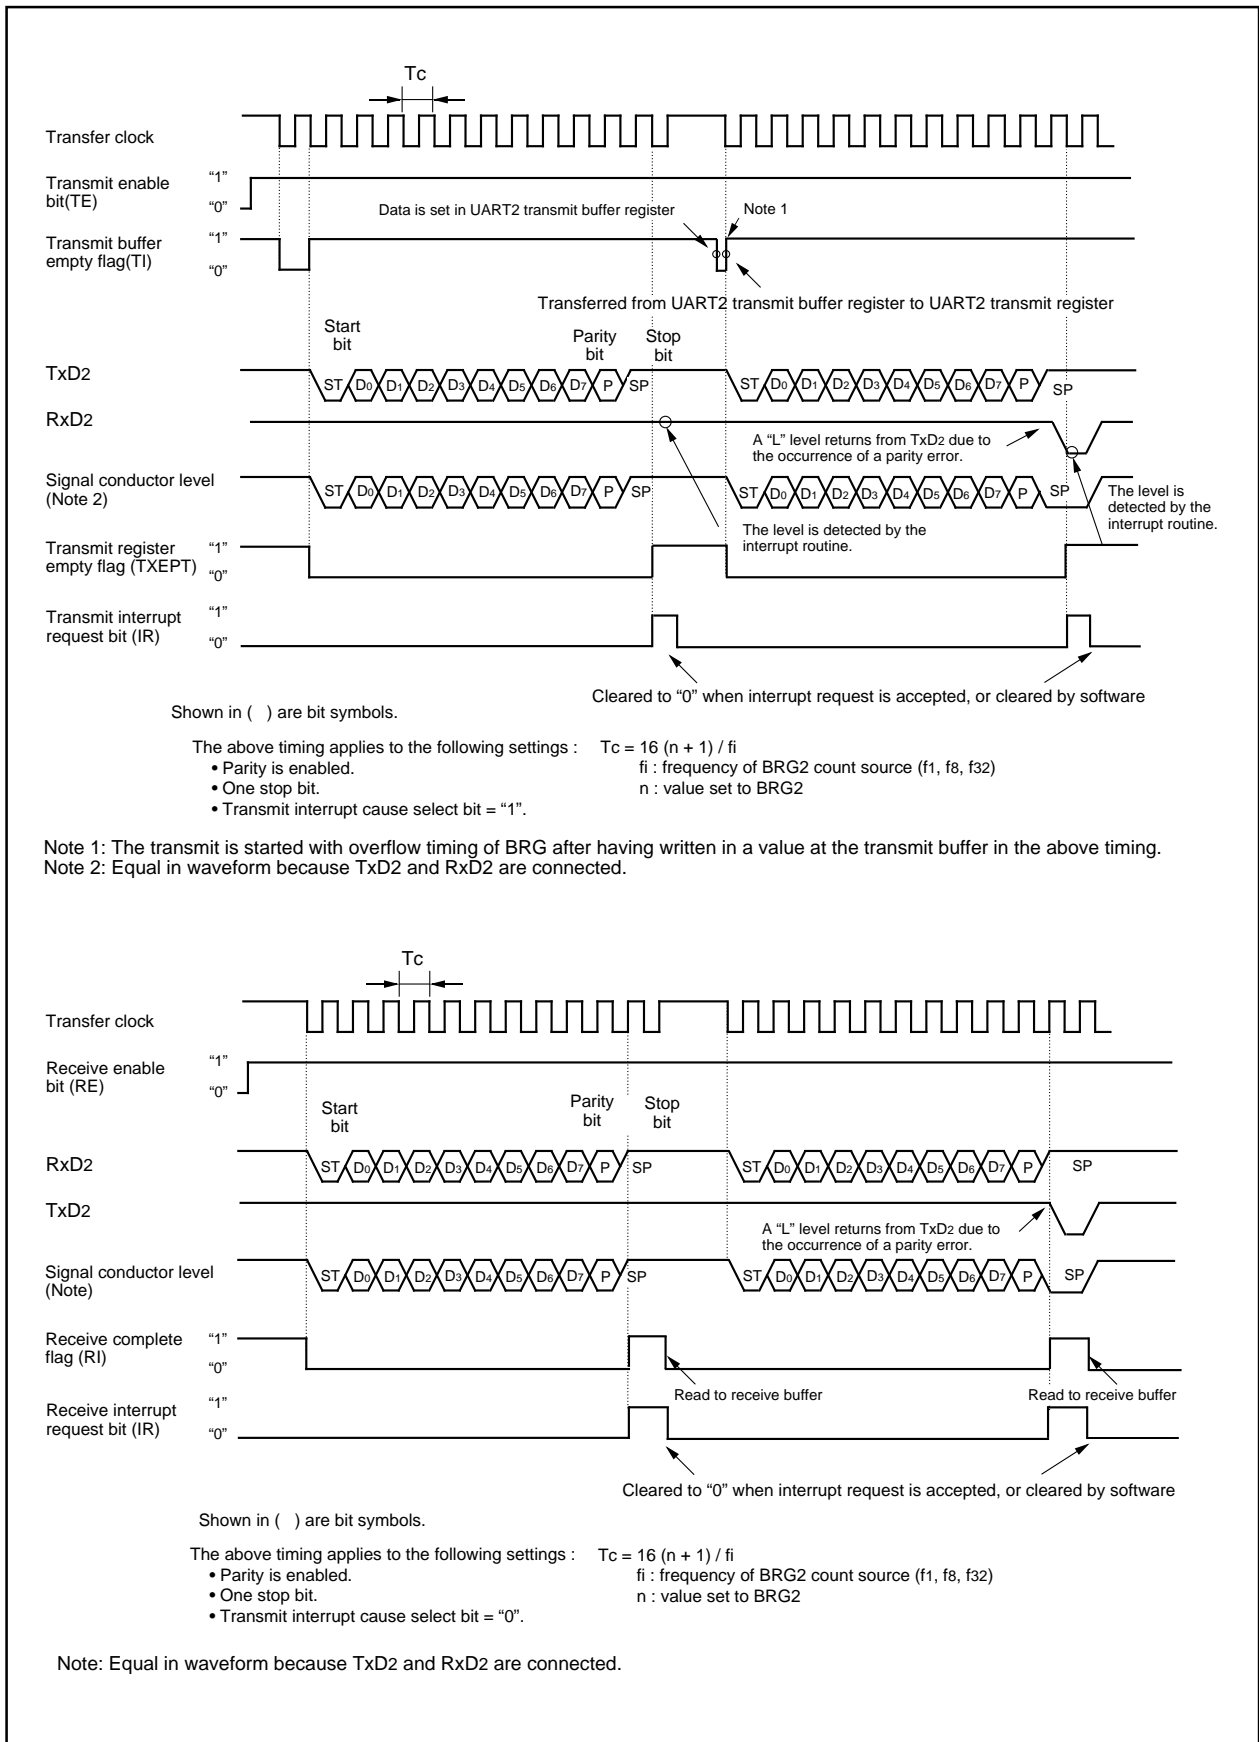 Tc
Transfer clock
Transmit enable
bit(TE)
“1”
“0”
Data is set in UART2 transmit buffer register
Note 1
Transmit buffer
empty flag(TI)
“1”
“0”
Transferred from UART2 transmit buffer register to UART2 transmit register
Start
bit
Parity
bit
Stop
bit
TxD2
ST D0 D1 D2 D3 D4 D5 D6 D7 P SP
ST D0 D1 D2 D3 D4 D5 D6 D7 P SP
RxD2
A “L” level returns from TxD2 due to
the occurrence of a parity error.
Signal conductor level
(Note 2)
ST D0 D1 D2 D3 D4 D5 D6 D7 P SP
ST D0 D1 D2 D3 D4 D5 D6 D7 P SP
The level is
detected by the
interrupt routine.
The level is detected by the
interrupt routine.
Transmit register
empty flag (TXEPT)
“1”
“0”
Transmit interrupt
request bit (IR)
“1”
“0”
Cleared to “0” when interrupt request is accepted, or cleared by software
Shown in ( ) are bit symbols.
The above timing applies to the following settings :
• Parity is enabled.
• One stop bit.
• Transmit interrupt cause select bit = “1”.
Tc = 16 (n + 1) / fi
fi : frequency of BRG2 count source (f1, f8, f32)
n : value set to BRG2
Note 1: The transmit is started with overflow timing of BRG after having written in a value at the transmit buffer in the above timing.
Note 2: Equal in waveform because TxD2 and RxD2 are connected.
Tc
Transfer clock
Receive enable
bit (RE)
“1”
“0”
Start
bit
Parity
bit
Stop
bit
RxD2
ST D0 D1 D2 D3 D4 D5 D6 D7 P SP
ST D0 D1 D2 D3 D4 D5 D6 D7 P SP
TxD2
A “L” level returns from TxD2 due to
the occurrence of a parity error.
Signal conductor level
(Note)
ST D0 D1 D2 D3 D4 D5 D6 D7 P SP
ST D0 D1 D2 D3 D4 D5 D6 D7 P SP
Receive complete
flag (RI)
“1”
“0”
Read to receive buffer
Read to receive buffer
Receive interrupt
request bit (IR)
“1”
“0”
Cleared to “0” when interrupt request is accepted, or cleared by software
Shown in ( ) are bit symbols.
The above timing applies to the following settings :
• Parity is enabled.
• One stop bit.
• Transmit interrupt cause select bit = “0”.
Tc = 16 (n + 1) / fi
fi : frequency of BRG2 count source (f1, f8, f32)
n : value set to BRG2
Note: Equal in waveform because TxD2 and RxD2 are connected.